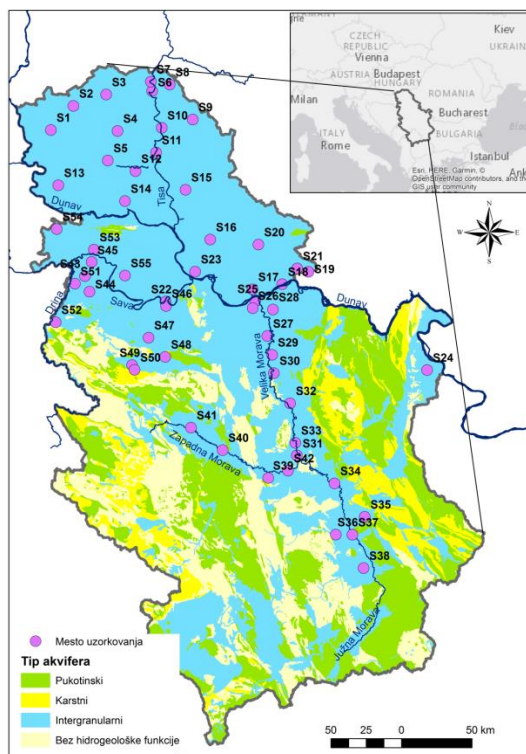 CZECH
REPUBLIC
Kiev
UKRAIN
Vienna
AUSTRIA
Budapest
HUNGARY
Milan
ROMANIA
ITALY
Rome
Bucharest
BULGARIA
Istanbul
Esri, HERE, Garmin, ©
OpenStreetMap contributors, and the
GIS user community
N
W
E
S
S7
S8
S6
S3
S2
S1
S4
S10
S9
S11
S5
S12
S13
S14
S15
Tisa
Dunav
S54
S53
S16
S20
S45
S43
S51
S55
S23
S21
S17
S18
S19
S44
Sava
S22
S46
S25
S26
S28
Dunav
Drina
S52
S47
S27
S29
Velika Morava
S48
S49
S50
S30
S24
S32
S41
S33
S31
S40
Zapadna Morava
S42
S39
S34
S35
S36
S37
S38
Južna Morava
Mesto uzorkovanja
Tip akvifera
Pukotinski
Karstni
Intergranularni
Bez hidrogeološke funkcije
50 25 0 50 km